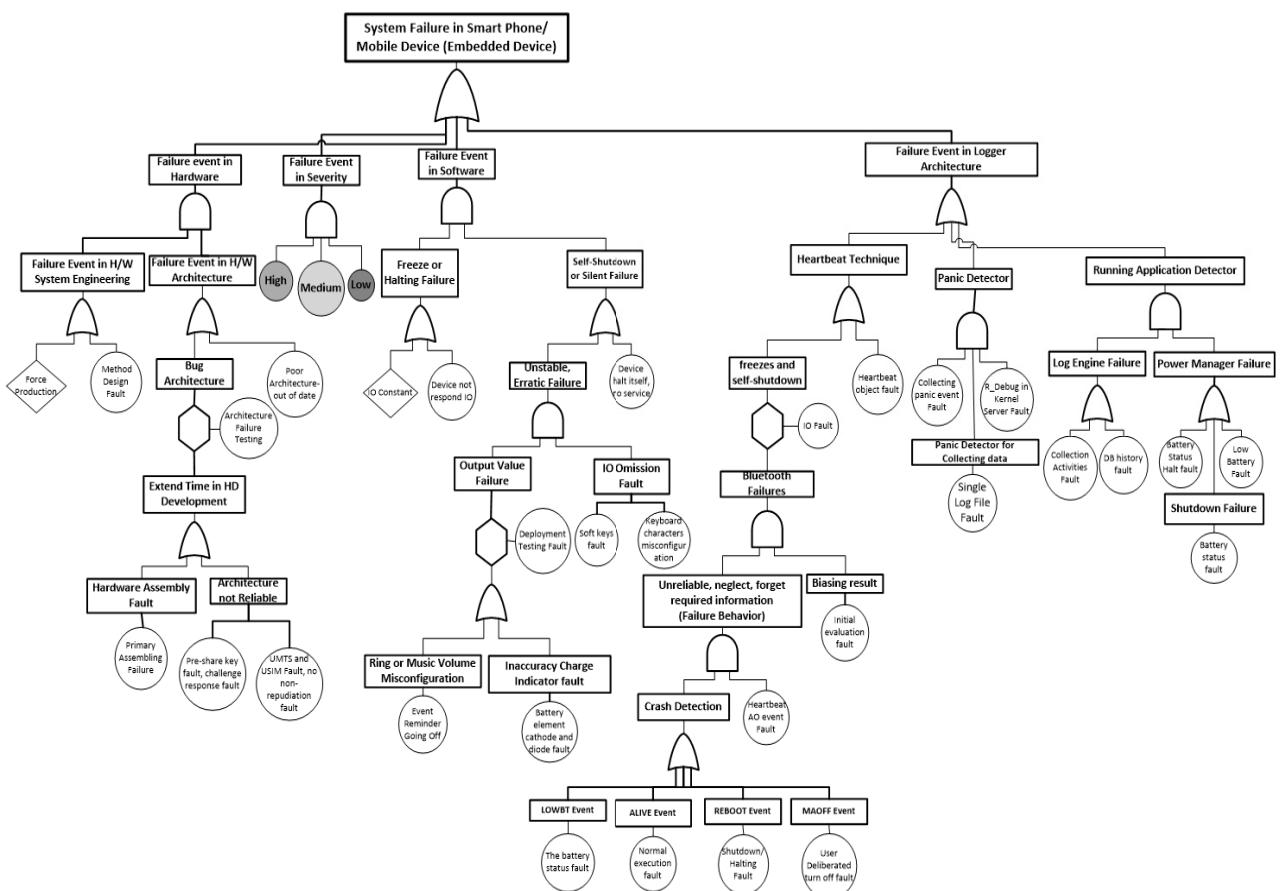 System Failure in Smart Phone/
Mobile Device (Embedded Device)
Failure event in
Hardware
Failure Event
in Severity
Failure Event
in Software
Failure Event in Logger
Architecture
Failure Event in H/W
System Engineering
Failure Event in H/W
Architecture
High
Medium
Low
Freeze or
Halting Failure
Self-Shutdown
or Silent Failure
Heartbeat Technique
Panic Detector
Running Application Detector
Force
Production
Method
Design
Fault
Bug
Architecture
Poor
Architecture-
out of date
IO Constant
Device not
respond IO
Unstable,
Erratic Failure
Device
halt itself,
no service
freezes and
self-shutdown
Heartbeat
object fault
Collecting
panic event
Fault
R_Debug in
Kernel
Server Fault
Log Engine Failure
Power Manager Failure
Architecture
Failure
Testing
IO Fault
Panic Detector for
Collecting data
Collection
Activities
Fault
DB history
fault
Battery
Status
Halt fault
Low
Battery
Fault
Extend Time in HD
Development
Output Value
Failure
IO Omission
Fault
Bluetooth
Failures
Single
Log File
Fault
Shutdown Failure
Deployment
Testing Fault
Soft keys
fault
Keyboard
characters
misconfigur
ation
Battery
status
fault
Hardware Assembly
Fault
Architecture
not Reliable
Unreliable, neglect, forget
required information
(Failure Behavior)
Biasing result
Primary
Assembling
Failure
Pre-share key
fault, challenge
response fault
UMTS and
USIM Fault, no
non-
repudiation
fault
Initial
evaluation
fault
Ring or Music Volume
Misconfiguration
Inaccuracy Charge
Indicator fault
Event
Reminder
Going Off
Battery
element
cathode and
diode fault
Crash Detection
Heartbeat
AO event
Fault
LOWBT Event
ALIVE Event
REBOOT Event
MAOFF Event
The battery
status fault
Normal
execution
fault
Shutdown/
Halting
Fault
User
Deliberated
turn off fault